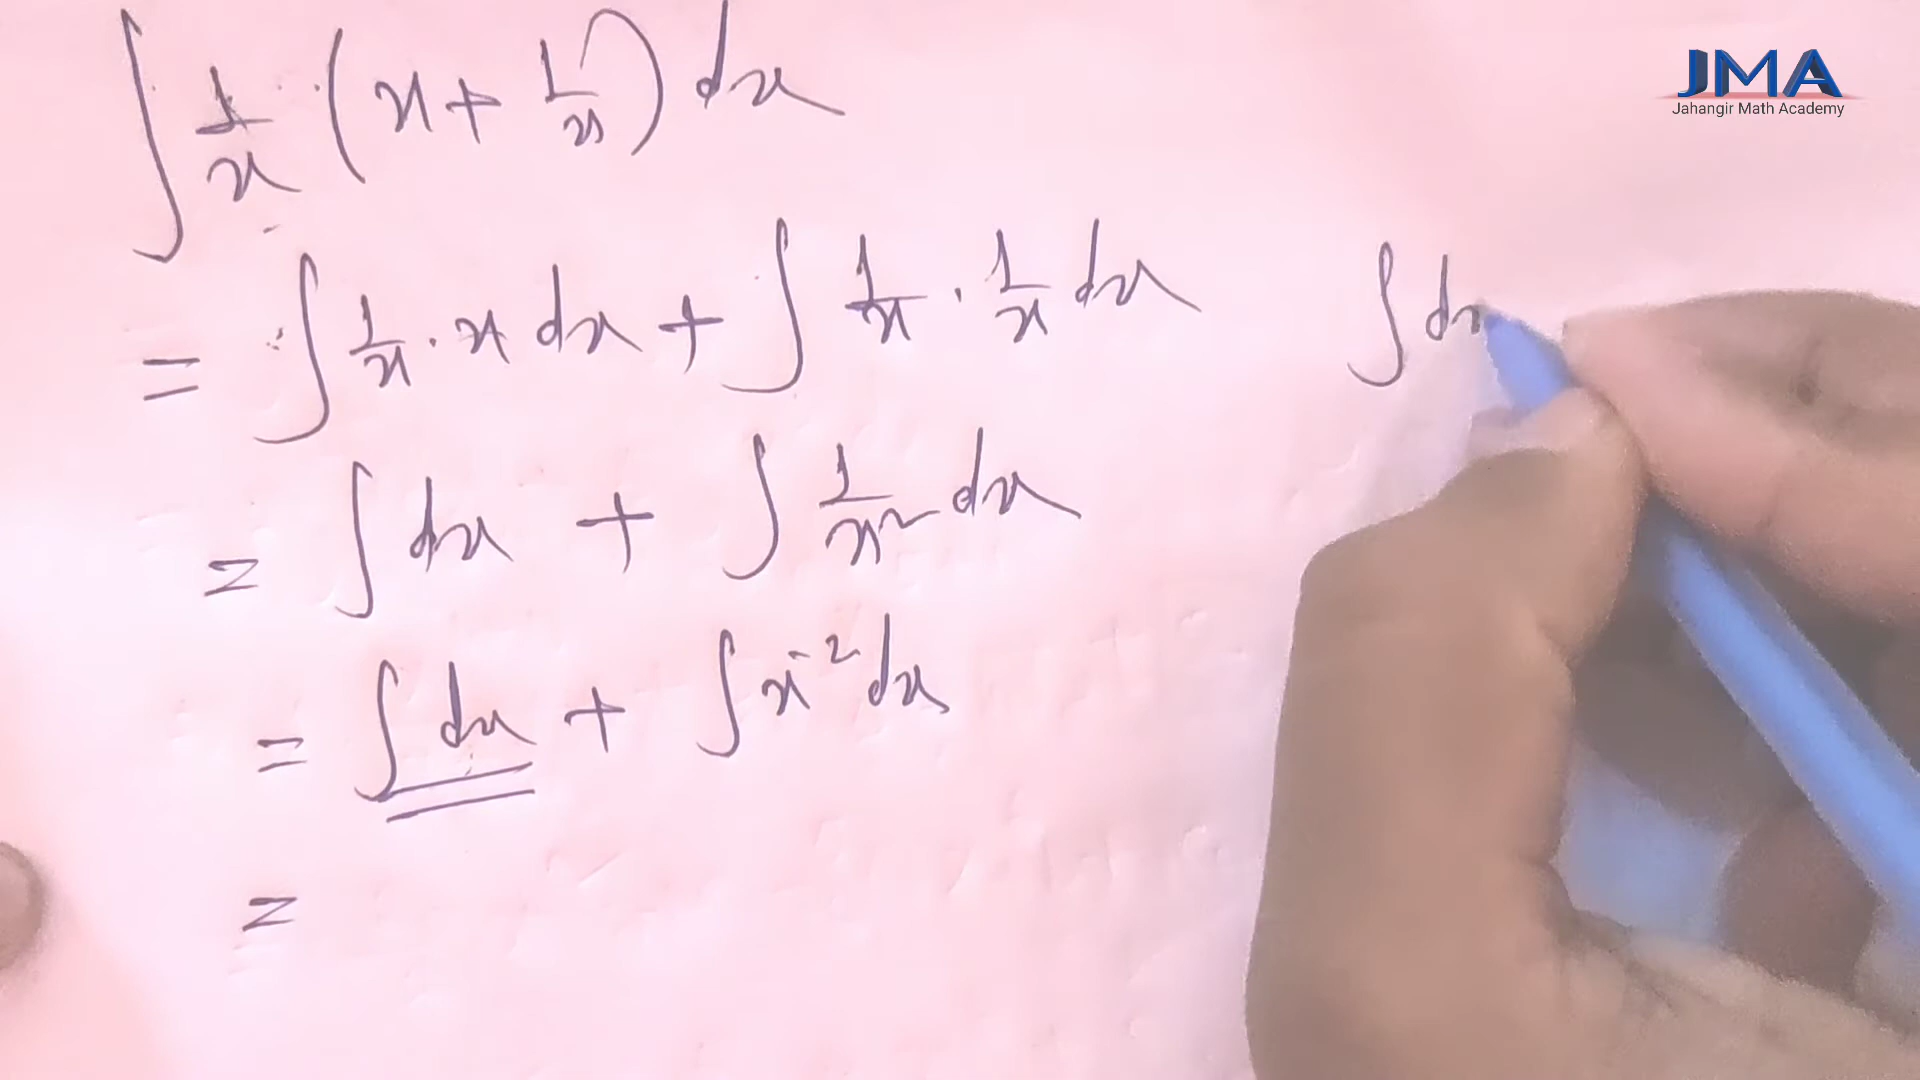 ∫ 1/x · (x + 1/x) dx
= ∫ 1/x · x dx + ∫ 1/x · 1/x dx
= ∫ dx + ∫ 1/x² dx
= ∫ dx + ∫ x⁻² dx
=
∫ dx
JMA
Jahangir Math Academy